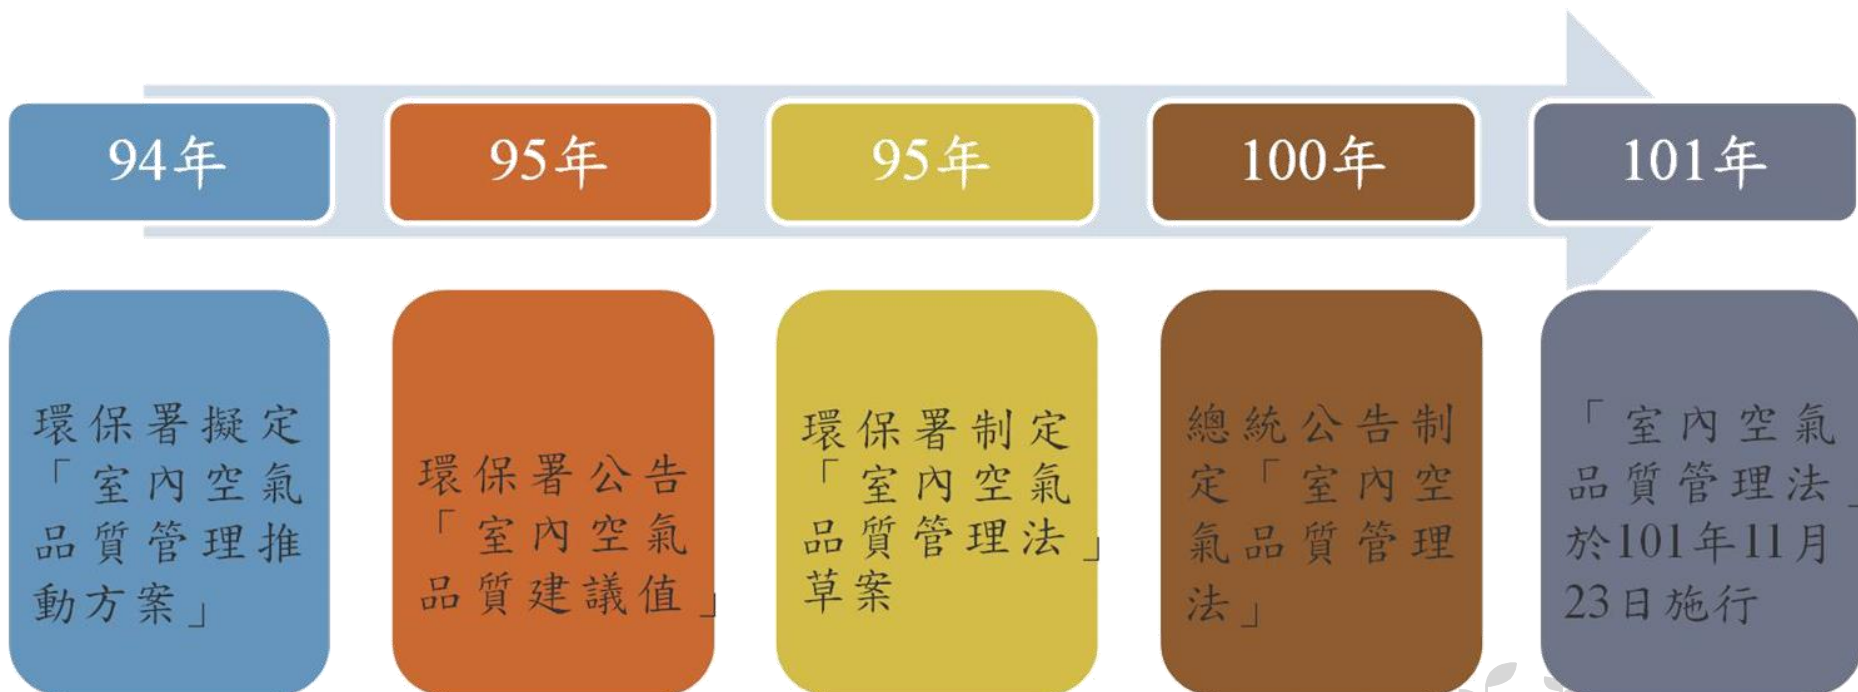 94年
95年
95年
100年
101年
環保署擬定
「室內空氣
品質管理推
動方案」
環保署公告
「室內空氣
品質建議值」
環保署制定
「室內空氣
品質管理法」
草案
總統公告制
定「室內空
氣品質管理
法」
「室內空氣
品質管理法」
於101年11月
23日施行